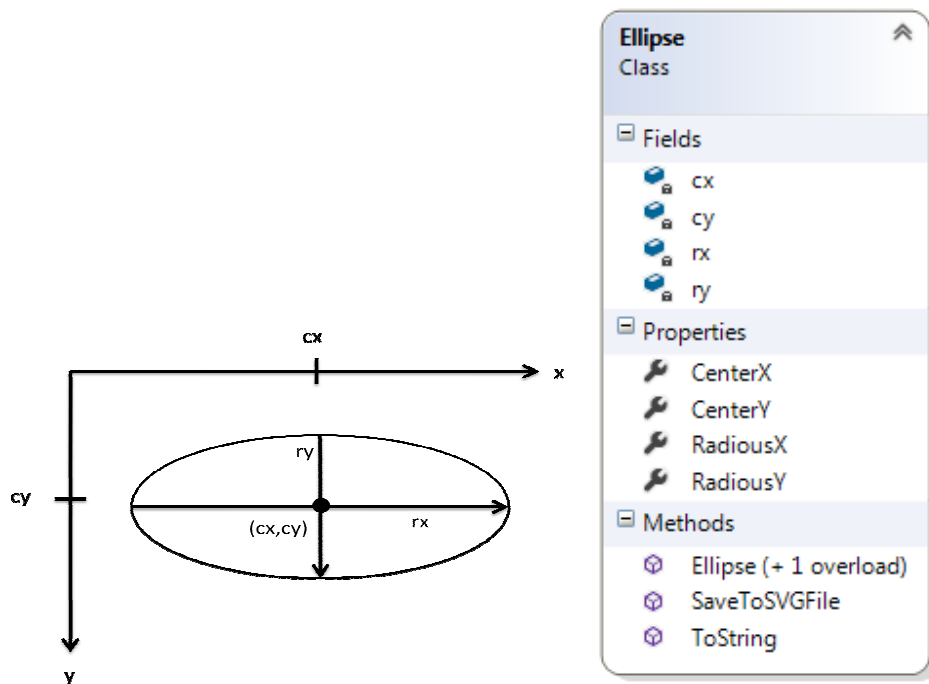 cx
x
cy
ry
(cx,cy)
rx
y
Ellipse
Class
Fields
cx
cy
rx
ry
Properties
CenterX
CenterY
RadiousX
RadiousY
Methods
Ellipse (+ 1 overload)
SaveToSVGFile
ToString